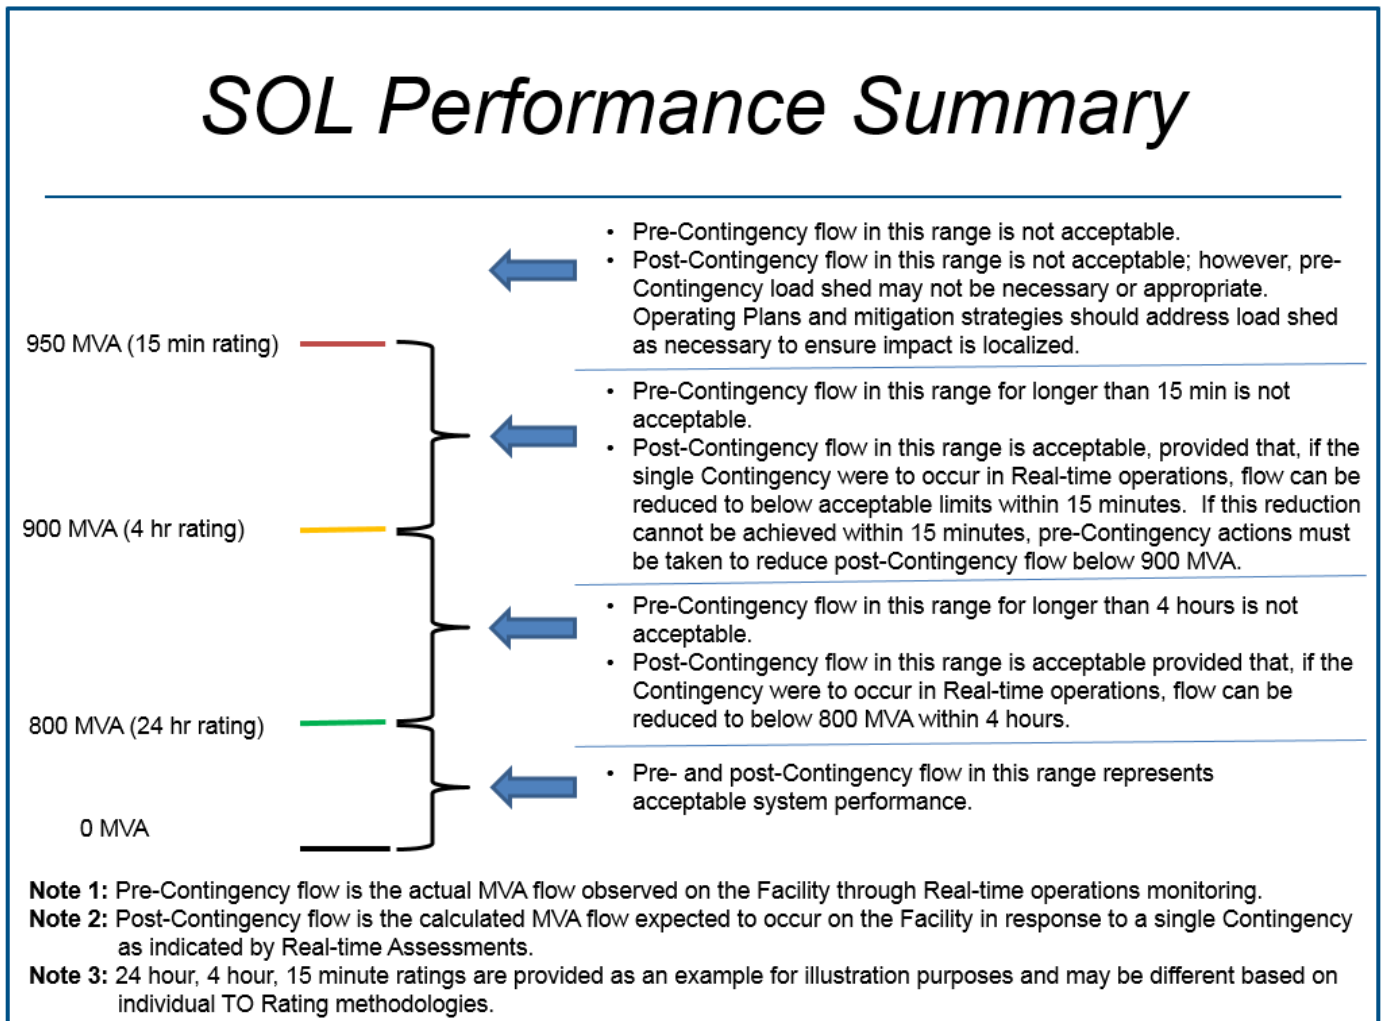 SOL Performance Summary
• Pre-Contingency flow in this range is not acceptable.
• Post-Contingency flow in this range is not acceptable; however, pre-
Contingency load shed may not be necessary or appropriate.
Operating Plans and mitigation strategies should address load shed
as necessary to ensure impact is localized.
950 MVA (15 min rating)
• Pre-Contingency flow in this range for longer than 15 min is not
acceptable.
• Post-Contingency flow in this range is acceptable, provided that, if the
single Contingency were to occur in Real-time operations, flow can be
reduced to below acceptable limits within 15 minutes.  If this reduction
cannot be achieved within 15 minutes, pre-Contingency actions must
be taken to reduce post-Contingency flow below 900 MVA.
900 MVA (4 hr rating)
• Pre-Contingency flow in this range for longer than 4 hours is not
acceptable.
• Post-Contingency flow in this range is acceptable provided that, if the
Contingency were to occur in Real-time operations, flow can be
reduced to below 800 MVA within 4 hours.
800 MVA (24 hr rating)
• Pre- and post-Contingency flow in this range represents
acceptable system performance.
0 MVA
Note 1: Pre-Contingency flow is the actual MVA flow observed on the Facility through Real-time operations monitoring.
Note 2: Post-Contingency flow is the calculated MVA flow expected to occur on the Facility in response to a single Contingency
as indicated by Real-time Assessments.
Note 3: 24 hour, 4 hour, 15 minute ratings are provided as an example for illustration purposes and may be different based on
individual TO Rating methodologies.